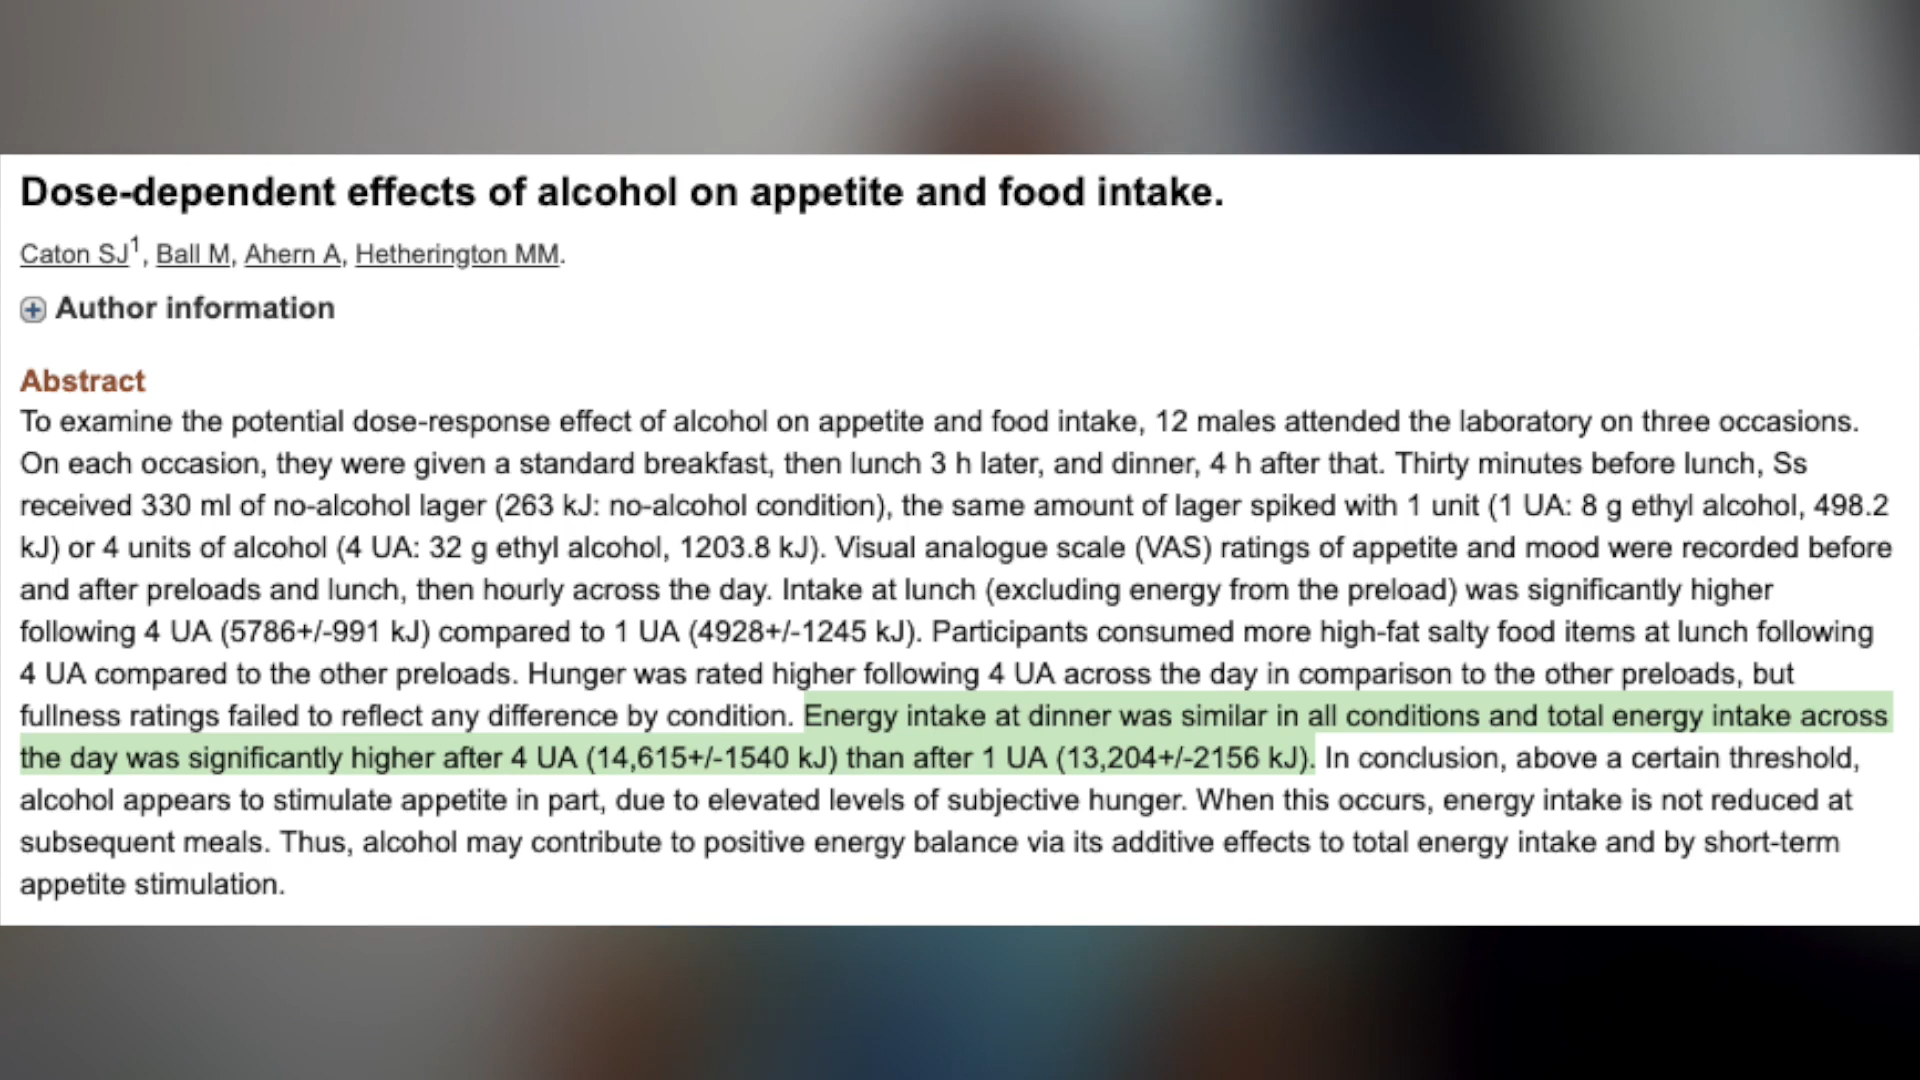 Dose-dependent effects of alcohol on appetite and food intake.
Caton SJ1, Ball M, Ahern A, Hetherington MM.
Author information
Abstract
To examine the potential dose-response effect of alcohol on appetite and food intake, 12 males attended the laboratory on three occasions.
On each occasion, they were given a standard breakfast, then lunch 3 h later, and dinner, 4 h after that. Thirty minutes before lunch, Ss
received 330 ml of no-alcohol lager (263 kJ: no-alcohol condition), the same amount of lager spiked with 1 unit (1 UA: 8 g ethyl alcohol, 498.2
kJ) or 4 units of alcohol (4 UA: 32 g ethyl alcohol, 1203.8 kJ). Visual analogue scale (VAS) ratings of appetite and mood were recorded before
and after preloads and lunch, then hourly across the day. Intake at lunch (excluding energy from the preload) was significantly higher
following 4 UA (5786+/-991 kJ) compared to 1 UA (4928+/-1245 kJ). Participants consumed more high-fat salty food items at lunch following
4 UA compared to the other preloads. Hunger was rated higher following 4 UA across the day in comparison to the other preloads, but
fullness ratings failed to reflect any difference by condition. Energy intake at dinner was similar in all conditions and total energy intake across
the day was significantly higher after 4 UA (14,615+/-1540 kJ) than after 1 UA (13,204+/-2156 kJ). In conclusion, above a certain threshold,
alcohol appears to stimulate appetite in part, due to elevated levels of subjective hunger. When this occurs, energy intake is not reduced at
subsequent meals. Thus, alcohol may contribute to positive energy balance via its additive effects to total energy intake and by short-term
appetite stimulation.